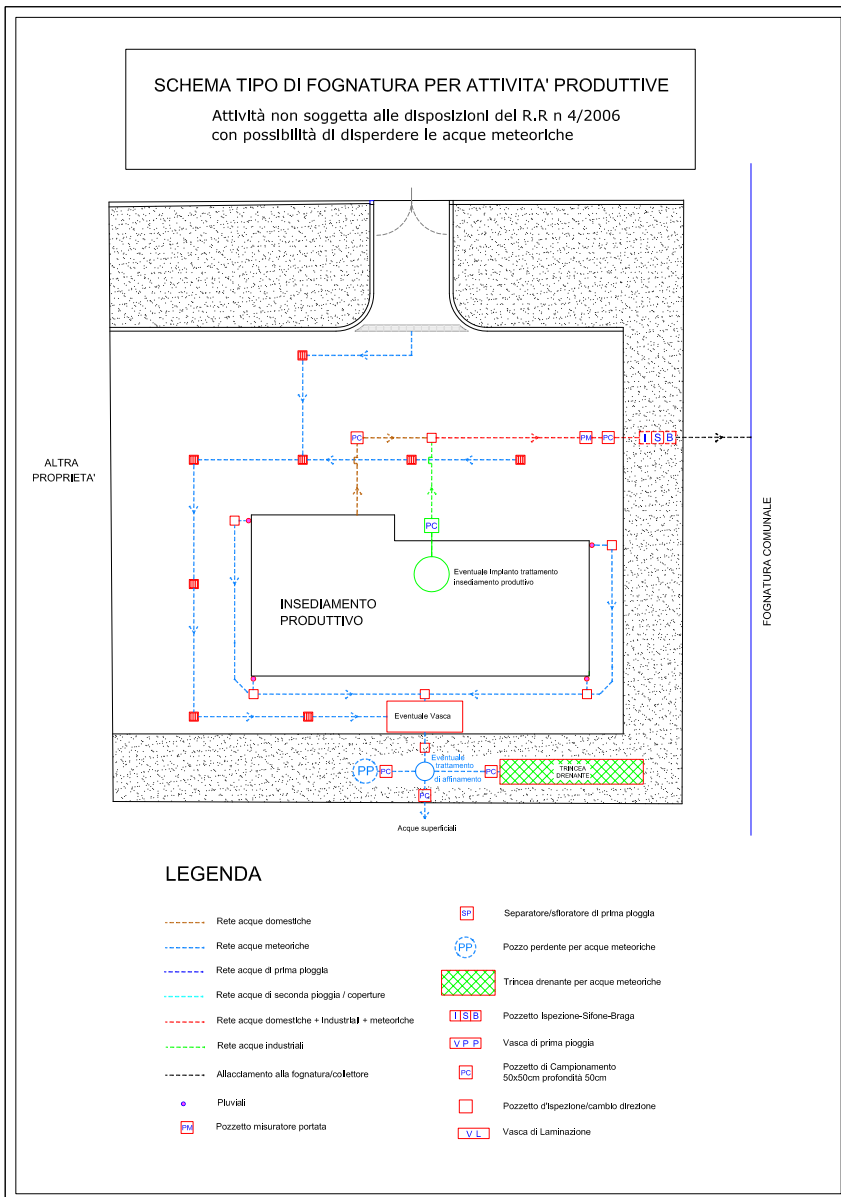 SCHEMA TIPO DI FOGNATURA PER ATTIVITA' PRODUTTIVE
Attività non soggetta alle disposizioni del R.R n 4/2006
con possibilità di disperdere le acque meteoriche
PC
PM
PC
I S B
ALTRA
PROPRIETA'
FOGNATURA COMUNALE
PC
Eventuale Impianto trattamento
insediamento produttivo
INSEDIAMENTO
PRODUTTIVO
Eventuale Vasca
Eventuale
trattamento
di affinamento
PP
PC
PC
TRINCEA
DRENANTE
PC
Acque superficiali
LEGENDA
Rete acque domestiche
Rete acque meteoriche
Rete acque di prima pioggia
Rete acque di seconda pioggia / coperture
Rete acque domestiche + Industriali + meteoriche
Rete acque industriali
Allacciamento alla fognatura/collettore
Pluviali
PM Pozzetto misuratore portata
SP Separatore/sfioratore di prima pioggia
PP Pozzo perdente per acque meteoriche
Trincea drenante per acque meteoriche
I S B Pozzetto Ispezione-Sifone-Braga
V P P Vasca di prima pioggia
PC Pozzetto di Campionamento
50x50cm profondità 50cm
Pozzetto d'ispezione/cambio direzione
V L Vasca di Laminazione